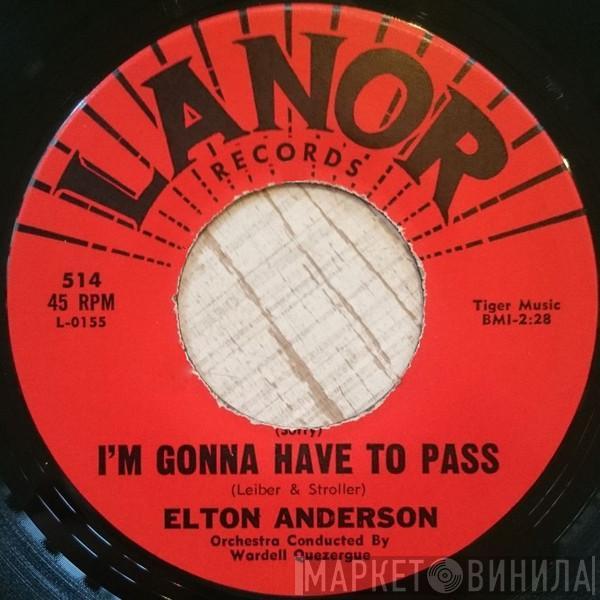 LANOR
RECORDS
514
45 RPM
L-0155
Tiger Music
BMI-2:28
(Sorry)
I'M GONNA HAVE TO PASS
(Leiber & Stroller)
ELTON ANDERSON
Orchestra Conducted By
Wardell Quezergue
МАРКЕТ ВИНИЛА